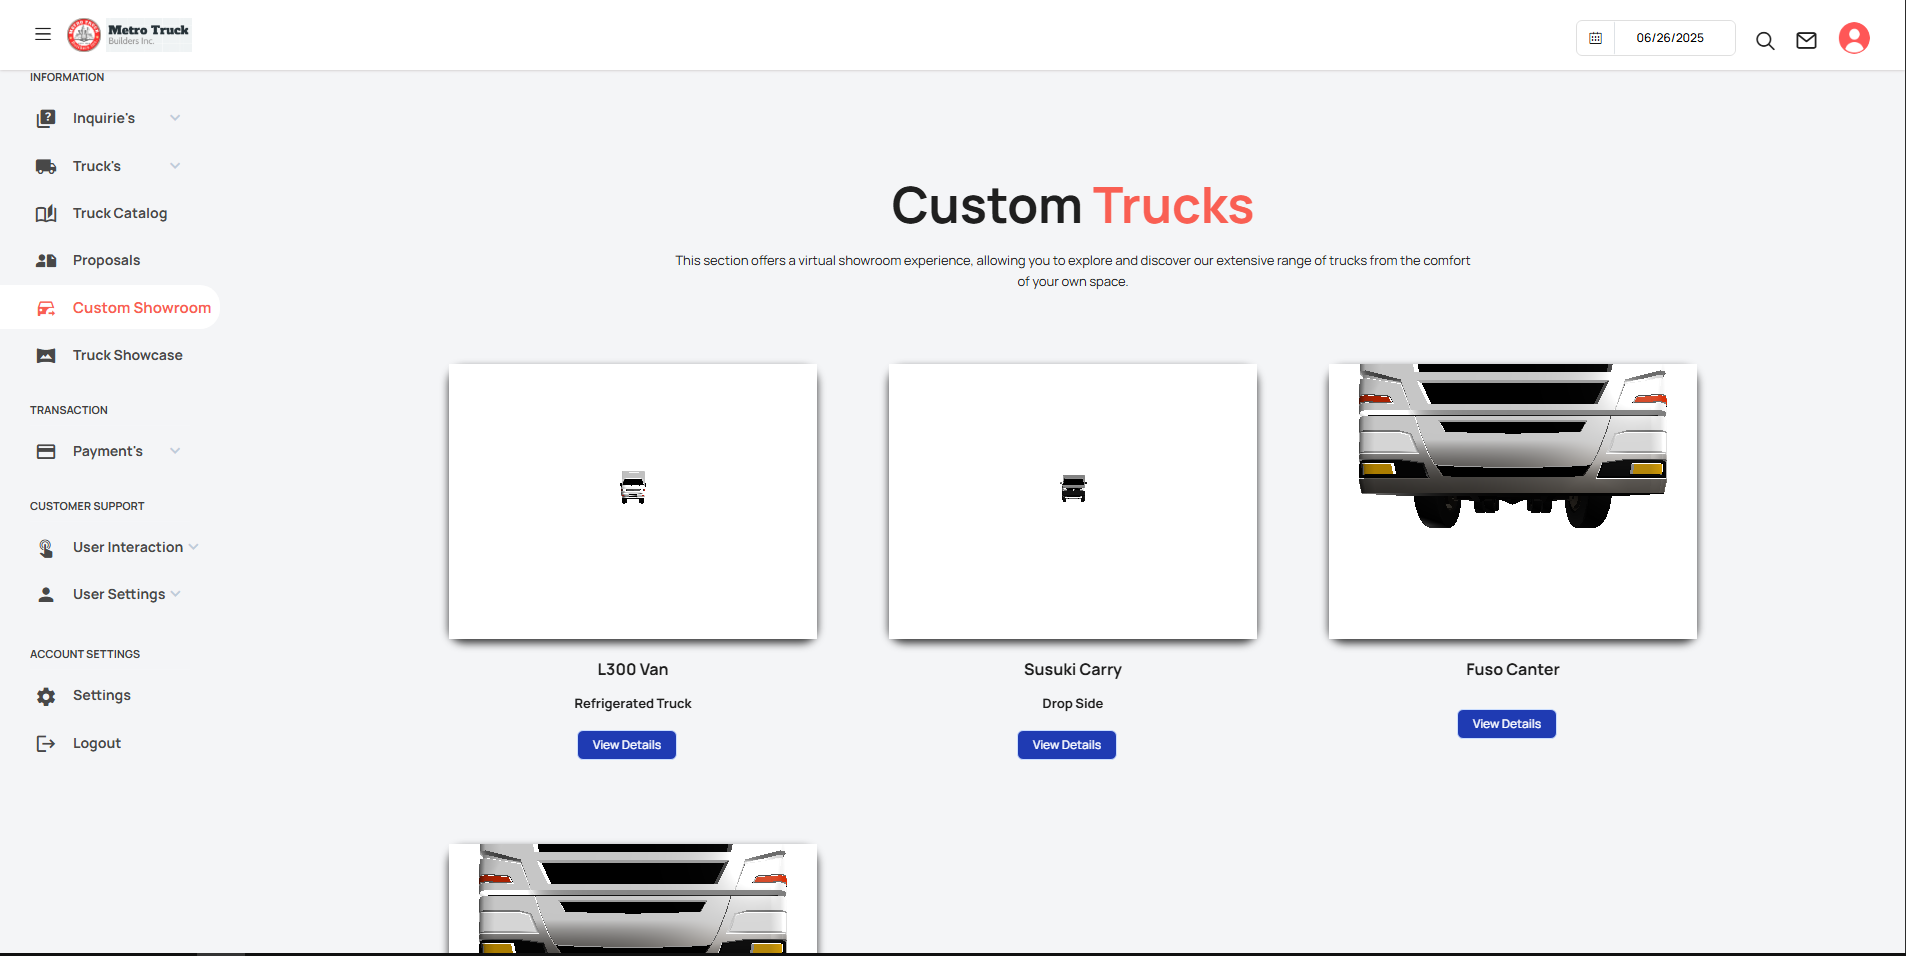 Metro Truck
Builders Inc.
06/26/2025
INFORMATION
Inquirie's
Truck's
Truck Catalog
Proposals
Custom Showroom
Truck Showcase
TRANSACTION
Payment's
CUSTOMER SUPPORT
User Interaction
User Settings
ACCOUNT SETTINGS
Settings
Logout
Custom Trucks
This section offers a virtual showroom experience, allowing you to explore and discover our extensive range of trucks from the comfort
of your own space.
L300 Van
Refrigerated Truck
View Details
Susuki Carry
Drop Side
View Details
Fuso Canter
View Details